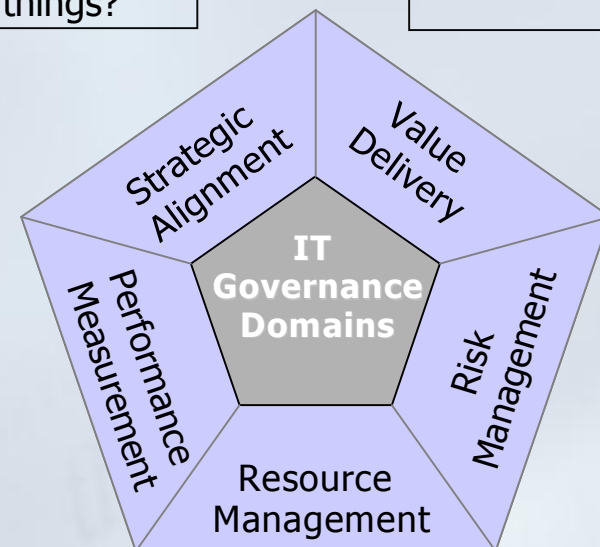 things?
Strategic
Alignment
Value
Delivery
IT
Governance
Domains
Performance
Measurement
Risk
Management
Resource
Management